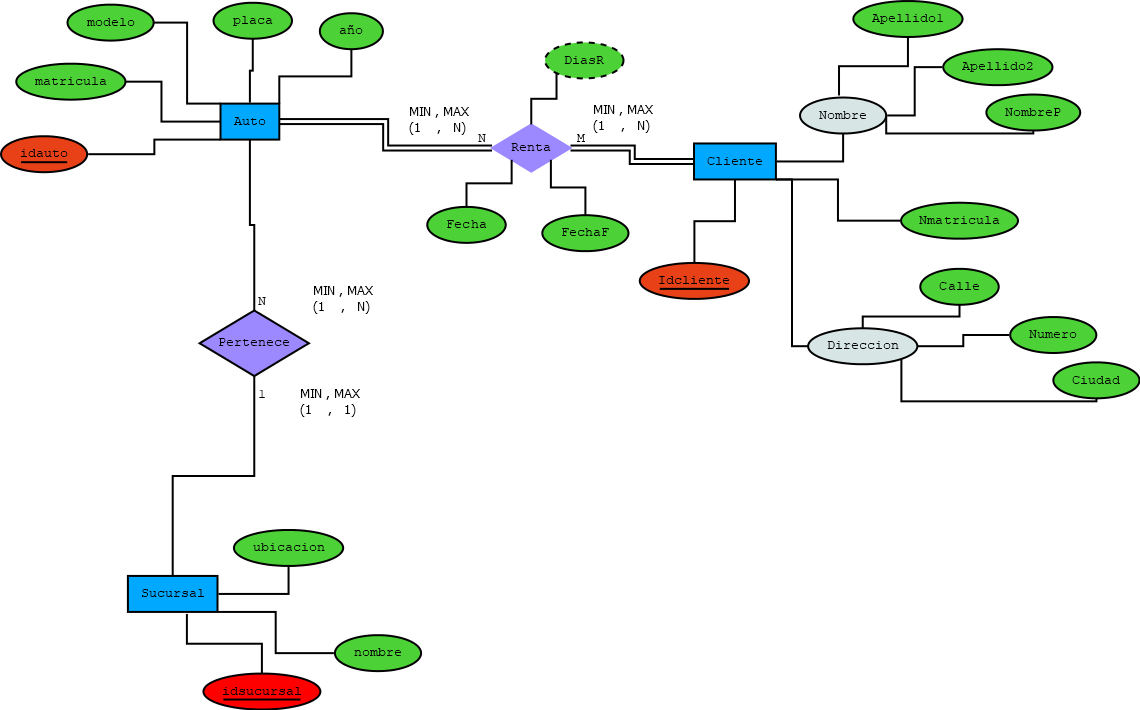 Apellido1
modelo
placa
año
DiasR
Apellido2
matricula
MIN , MAX
(1 , N)
MIN , MAX
(1 , N)
Nombre
NombreP
Auto
N
Renta
M
Cliente
idauto
Fecha
FechaF
Nmatricula
Idcliente
Calle
MIN , MAX
(1 , N)
N
Pertenece
Direccion
Numero
Ciudad
1
MIN , MAX
(1 , 1)
ubicacion
Sucursal
nombre
idsucursal